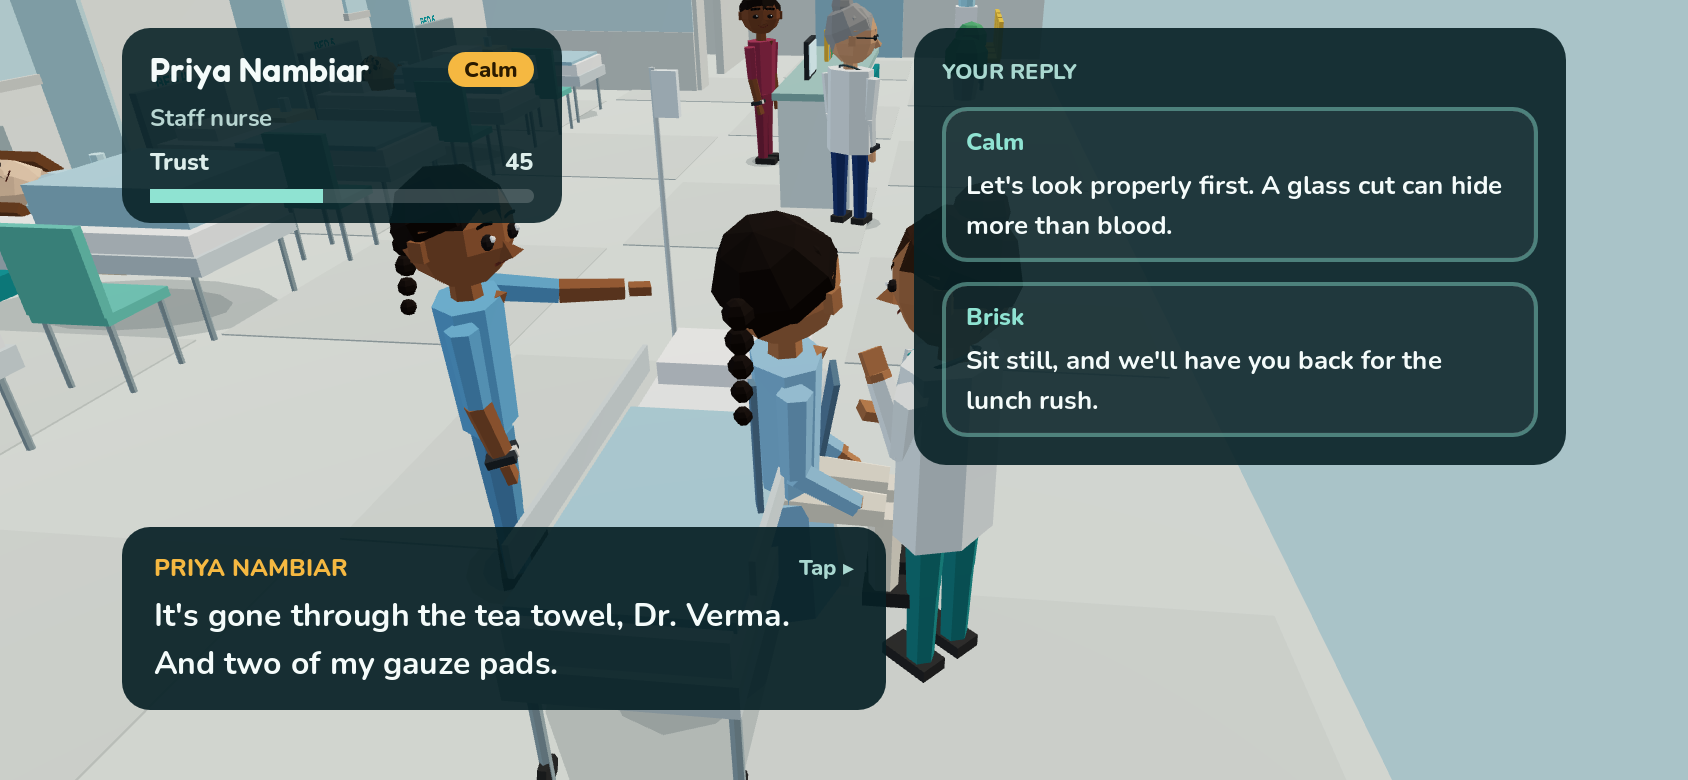 Priya Nambiar
Calm
Staff nurse
Trust
45
YOUR REPLY
Calm
Let's look properly first. A glass cut can hide
more than blood.
Brisk
Sit still, and we'll have you back for the
lunch rush.
PRIYA NAMBIAR
Tap ▸
It's gone through the tea towel, Dr. Verma.
And two of my gauze pads.